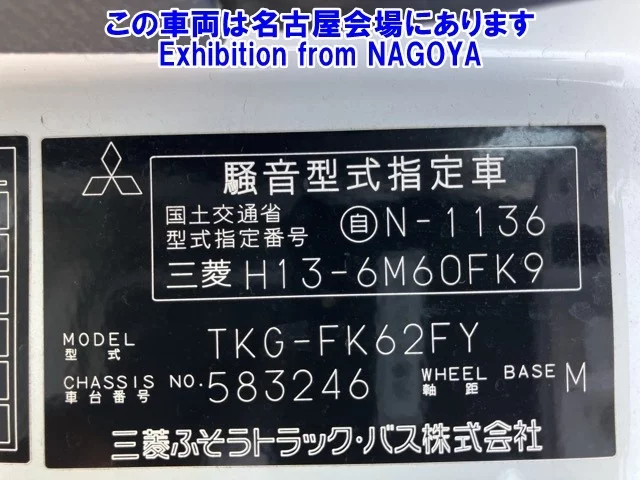 この車両は名古屋会場にあります
Exhibition from NAGOYA
騒音型式指定車
国土交通省
型式指定番号 自N-1136
三菱 H13-6M60FK9
MODEL
型式 TKG-FK62FY
CHASSIS NO. 583246 WHEEL BASE M
車台番号 軸距
三菱ふそうトラック・バス株式会社